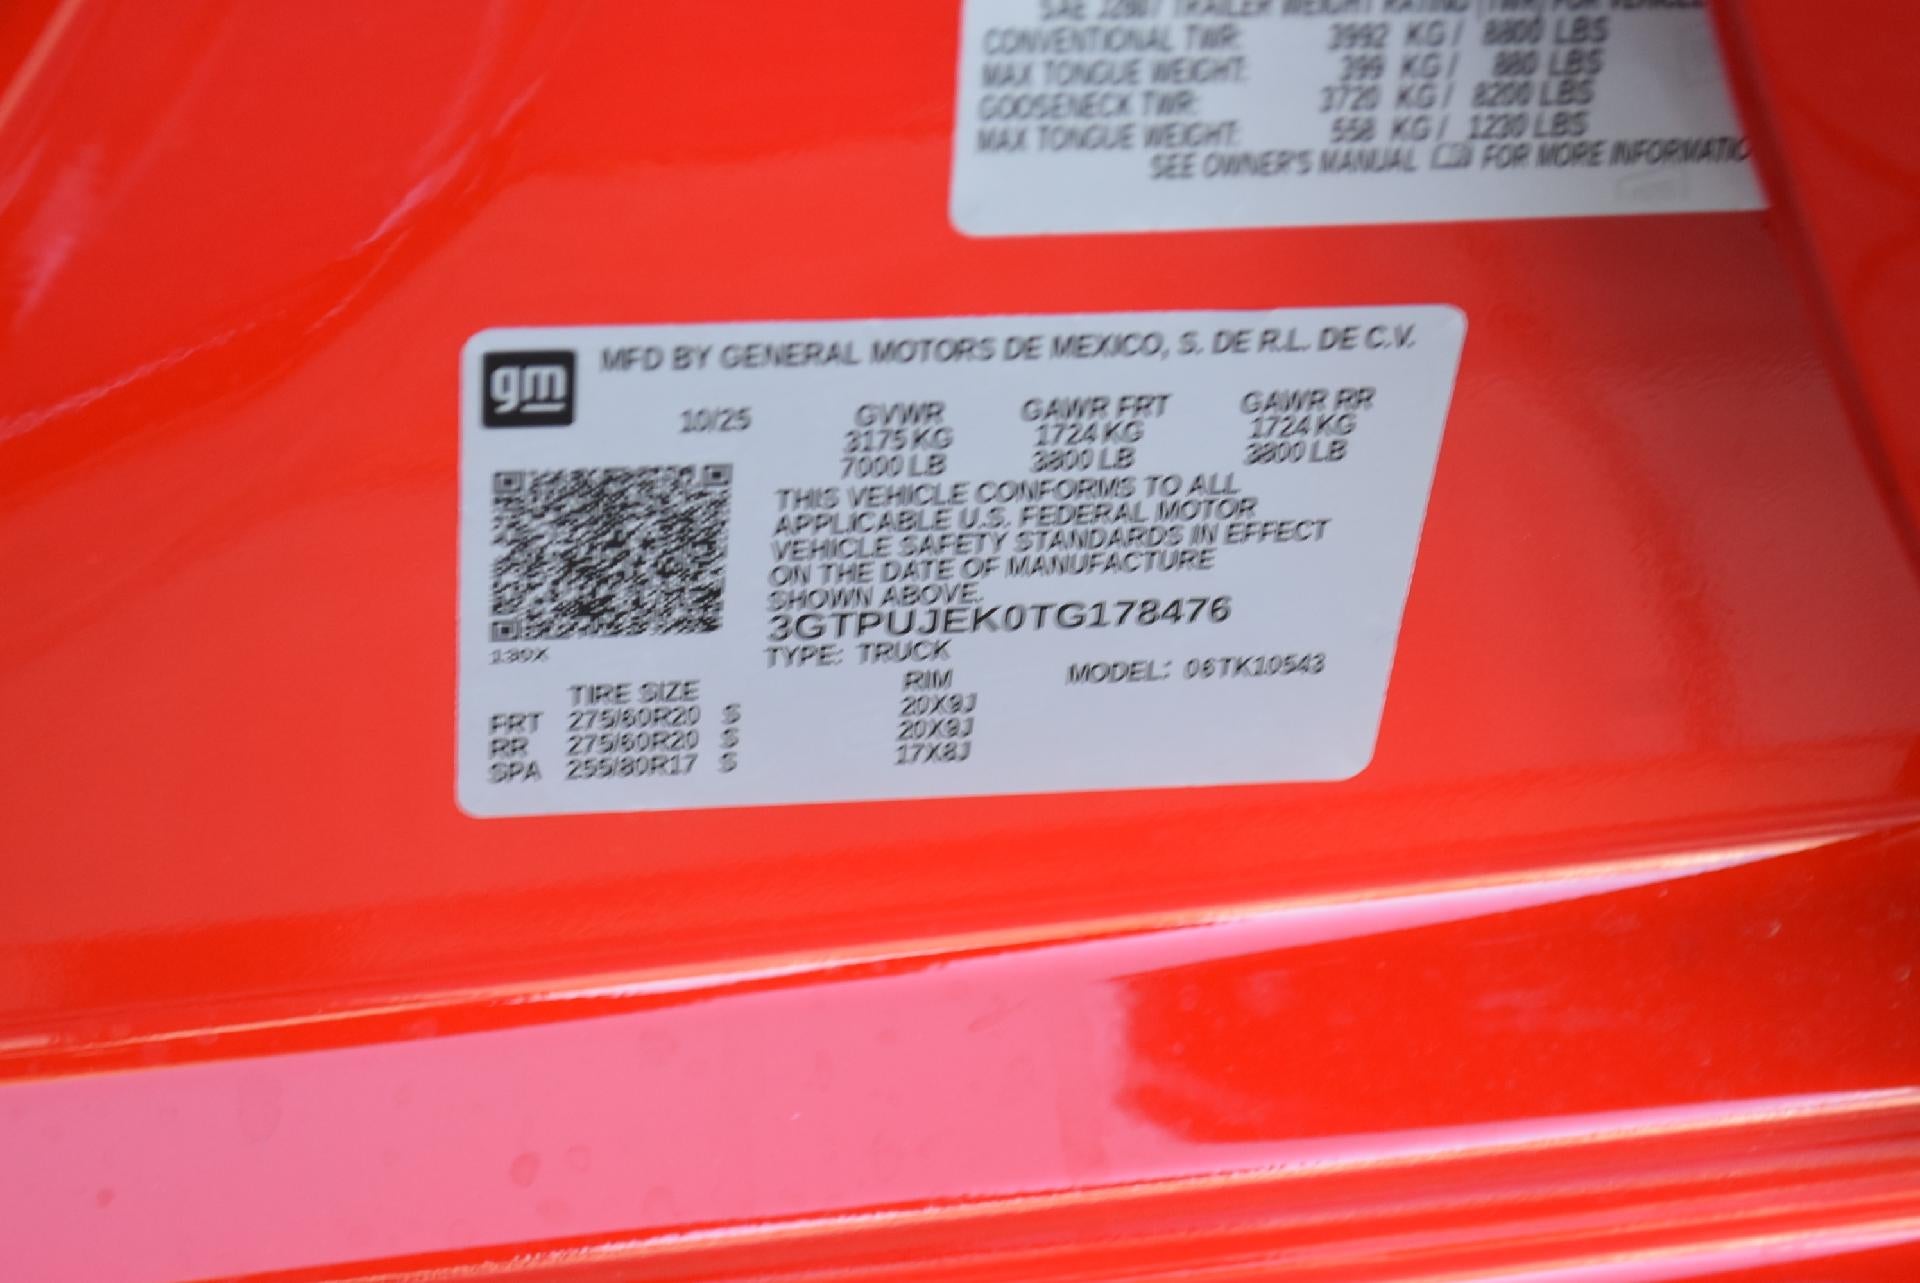 SAE J2807 TRAILER WEIGHT RATING (TWR) FOR
CONVENTIONAL TWR: 3992 KG / 8800 LBS
MAX TONGUE WEIGHT: 399 KG / 880 LBS
GOOSENECK TWR: 3720 KG / 8200 LBS
MAX TONGUE WEIGHT: 558 KG / 1230 LBS
SEE OWNER'S MANUAL FOR MORE INFORMATIO
gm
MFD BY GENERAL MOTORS DE MEXICO, S. DE R.L. DE C.V.
10/25 GVWR GAWR FRT GAWR RR
3175 KG 1724 KG 1724 KG
7000 LB 3800 LB 3800 LB
THIS VEHICLE CONFORMS TO ALL
APPLICABLE U.S. FEDERAL MOTOR
VEHICLE SAFETY STANDARDS IN EFFECT
ON THE DATE OF MANUFACTURE
SHOWN ABOVE.
3GTPUJEK0TG178476
130X
TYPE: TRUCK
MODEL: 06TK10543
TIRE SIZE RIM
FRT 275/60R20 S 20X9J
RR 275/60R20 S 20X9J
SPA 255/80R17 S 17X8J